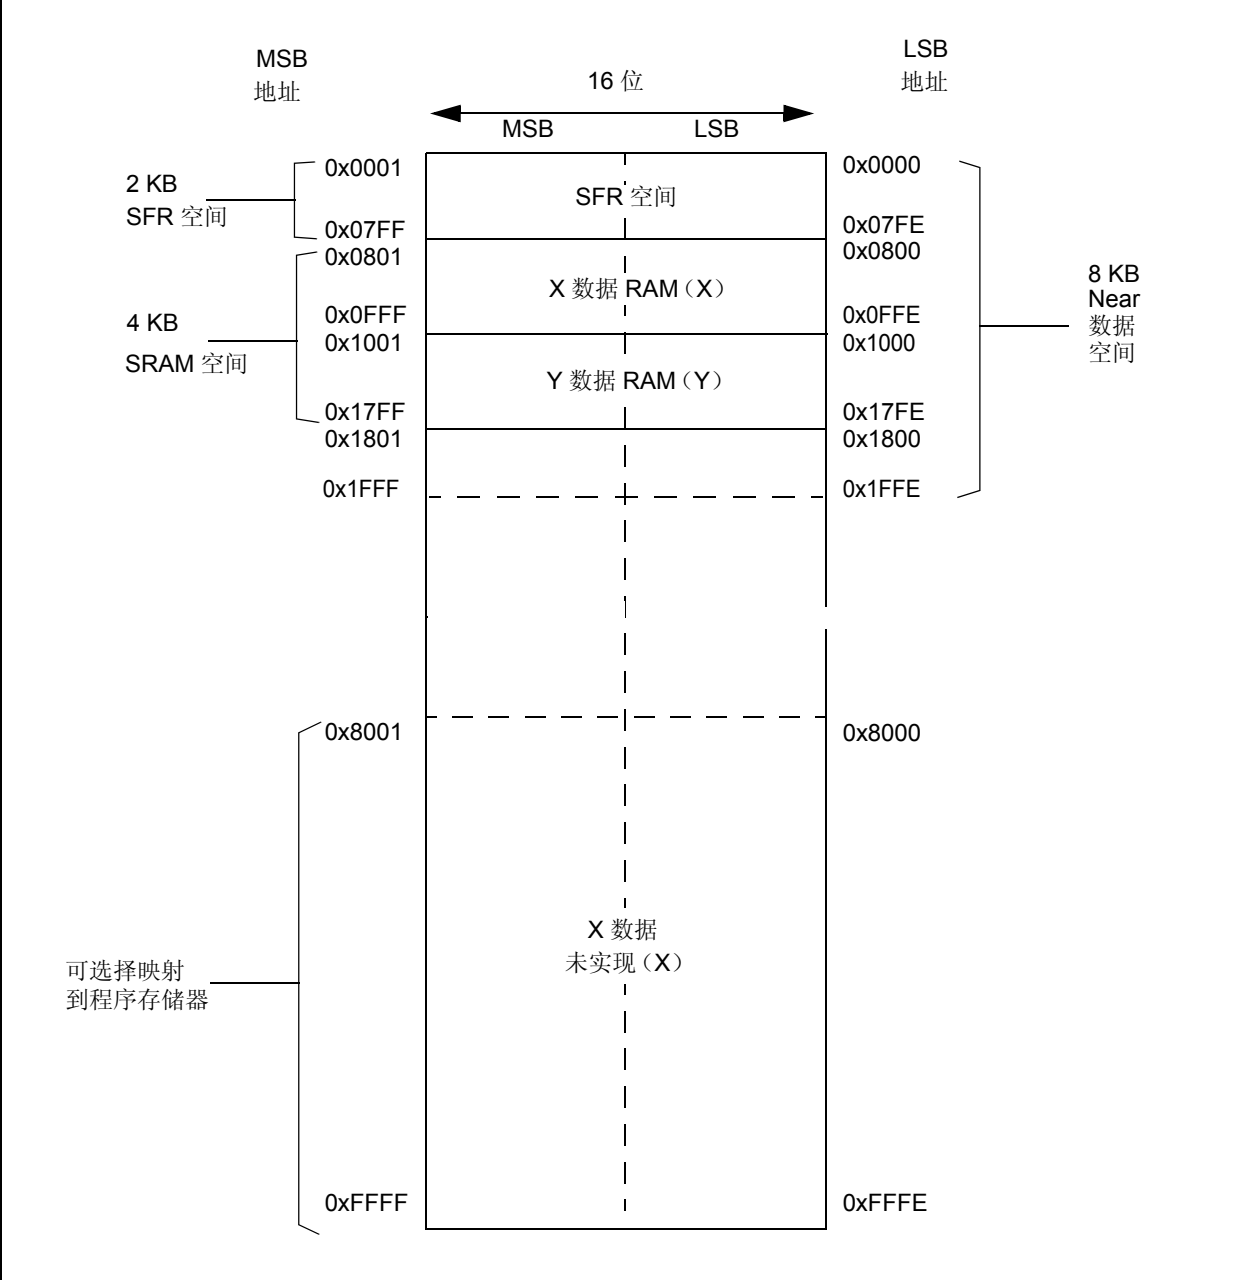 MSB
地址
16 位
LSB
地址
MSB
LSB
2 KB
SFR 空间
0x0001
SFR 空间
0x0000
0x07FF
0x07FE
0x0801
0x0800
4 KB
SRAM 空间
X 数据 RAM（X）
8 KB
Near
数据
空间
0x0FFF
0x0FFE
0x1001
0x1000
Y 数据 RAM（Y）
0x17FF
0x17FE
0x1801
0x1800
0x1FFF
0x1FFE
0x8001
0x8000
可选择映射
到程序存储器
X 数据
未实现（X）
0xFFFF
0xFFFE